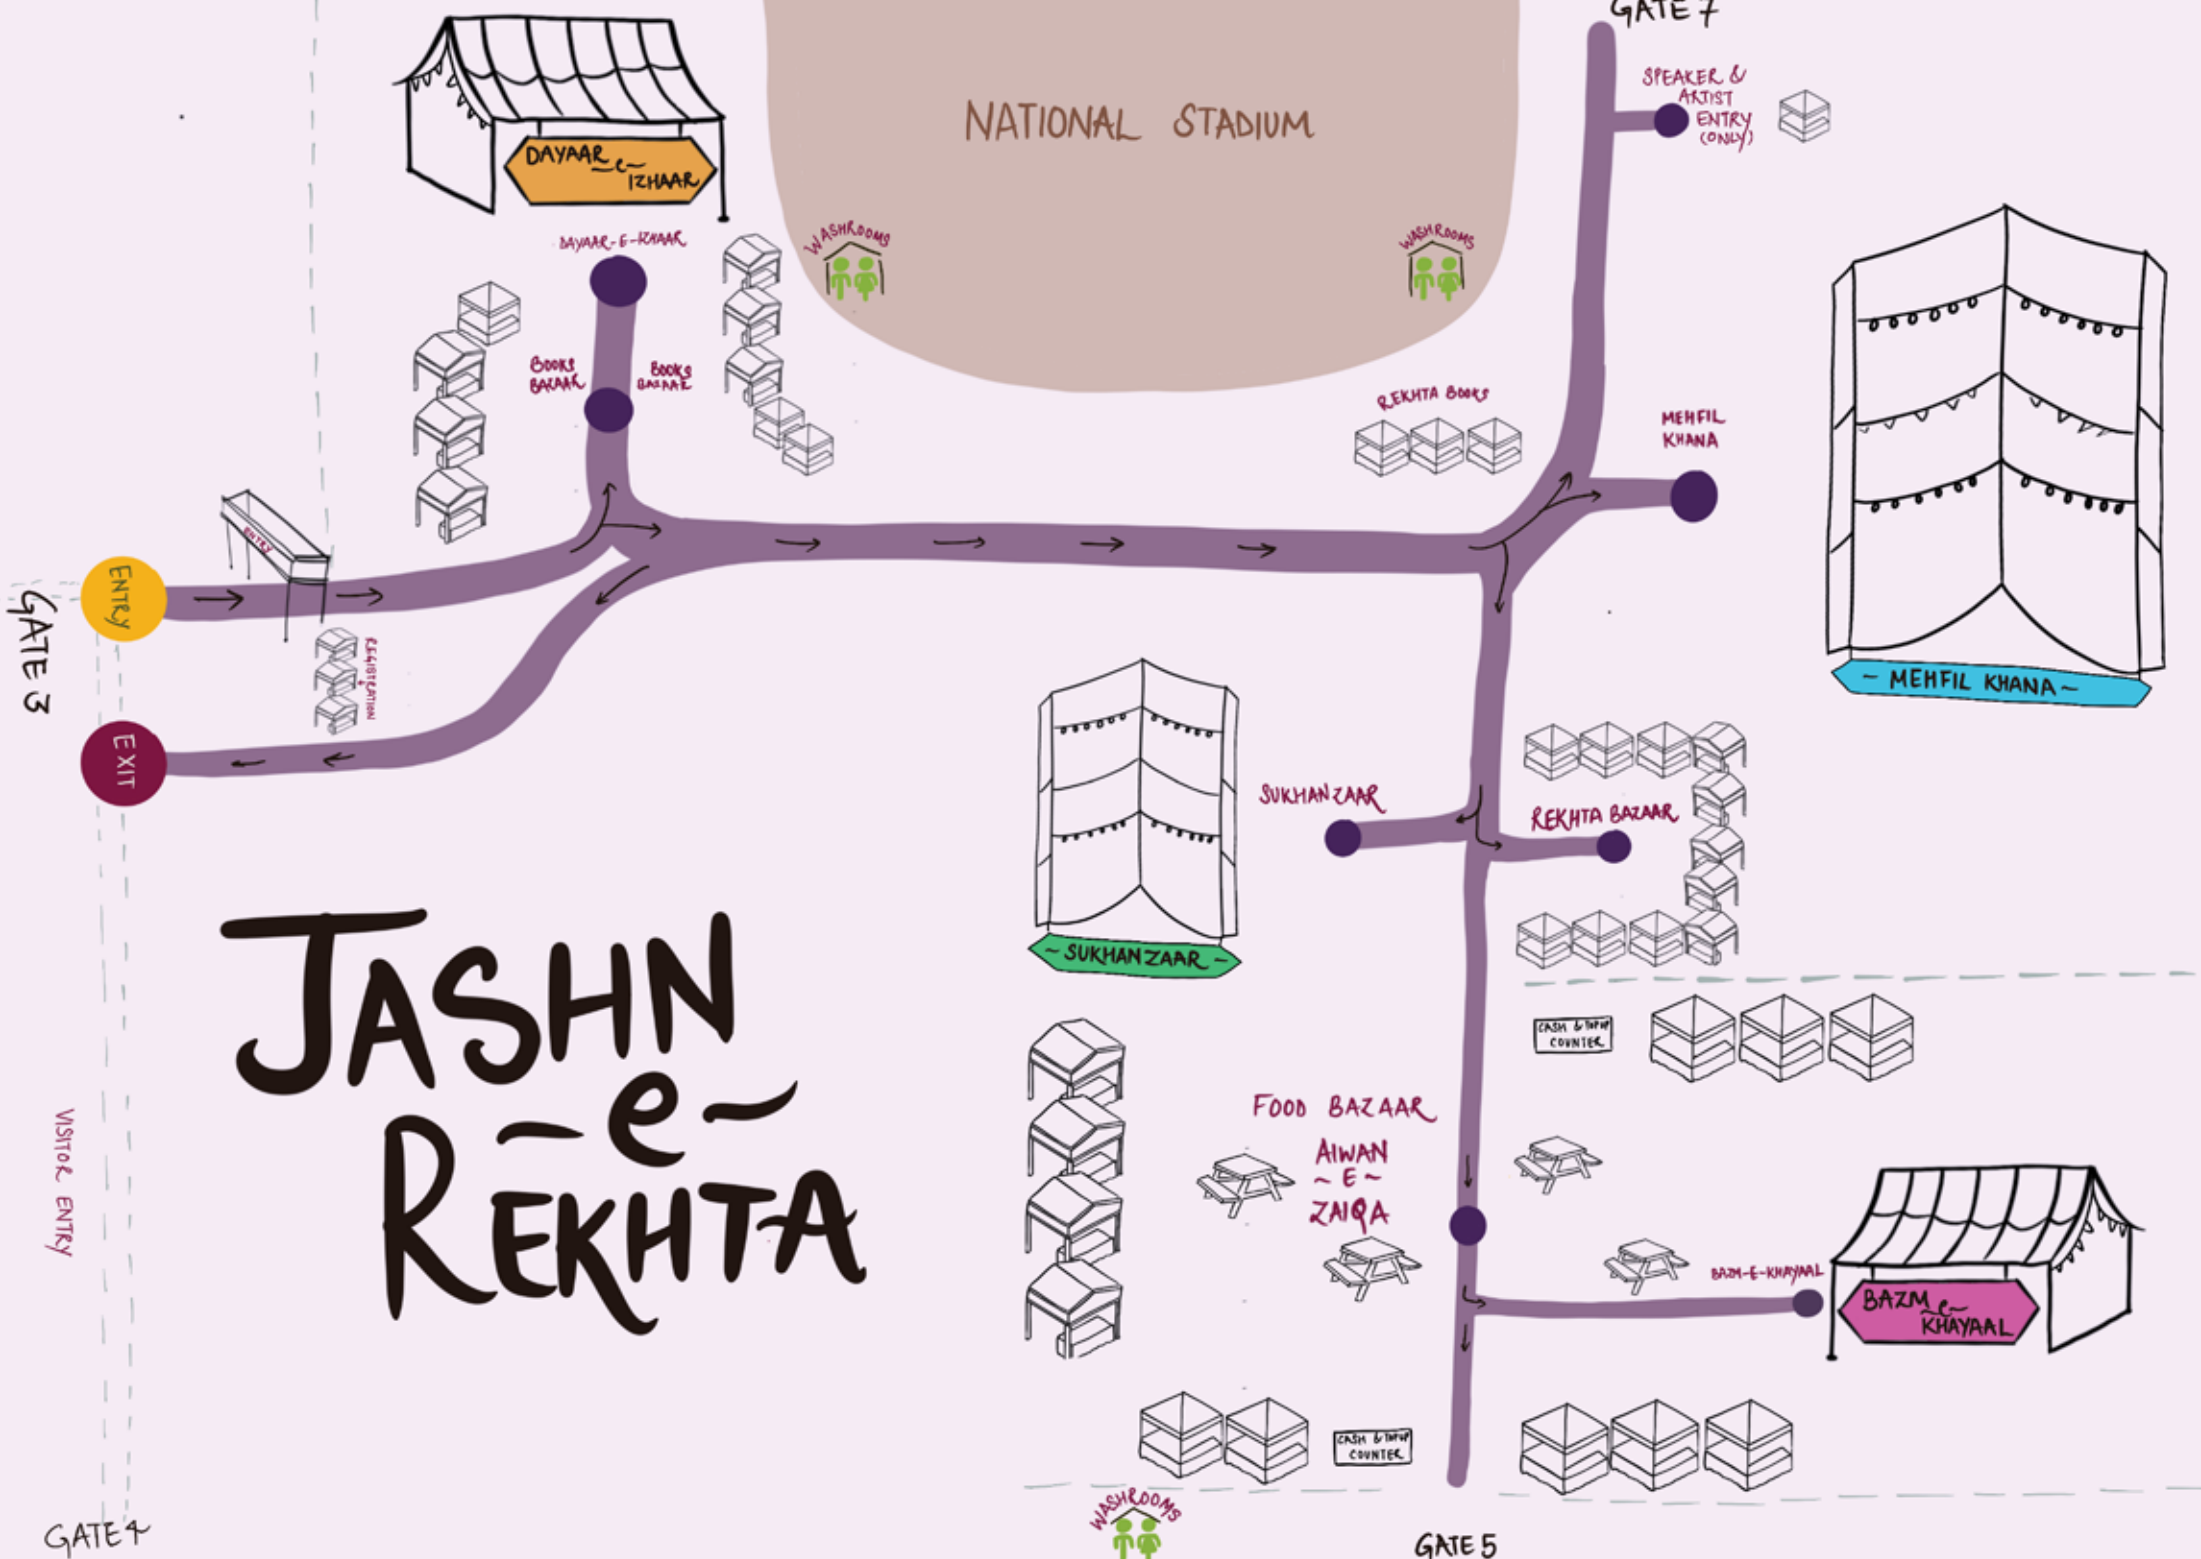 GATE 7
SPEAKER &
ARTIST
ENTRY
(ONLY)
NATIONAL STADIUM
DAYAAR
-e-
IZHAAR
WASHROOMS
WASHROOMS
DAYAAR-E-IZHAAR
BOOKS
BAZAAR
BOOKS
BAZAAR
REKHTA BOOKS
MEHFIL
KHANA
ENTRY
ENTRY
GATE 3
REGISTRATION
EXIT
~ MEHFIL KHANA ~
SUKHANZAAR
REKHTA BAZAAR
~ SUKHANZAAR ~
JASHN
~e~
REKHTA
CASH & TOPUP
COUNTER
FOOD BAZAAR
AIWAN
~ E ~
ZAIQA
VISITOR ENTRY
BAZM-E-KHAYAAL
BAZM
~e~
KHAYAAL
CASH & TOPUP
COUNTER
WASHROOMS
GATE 4
GATE 5